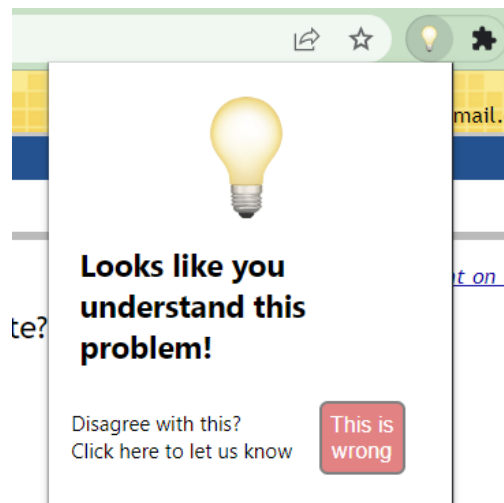 mail.
Looks like you
understand this
problem!
t on
te?
Disagree with this?
Click here to let us know
This is
wrong